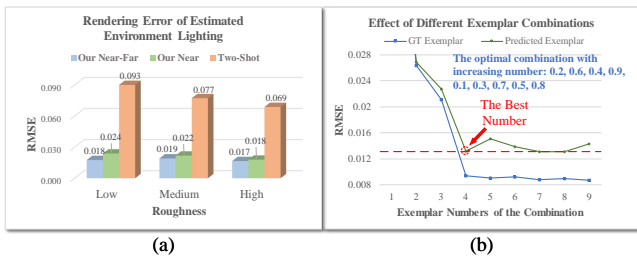 Rendering Error of Estimated
Environment Lighting
Our Near-Far Our Near Two-Shot
RMSE
0.090
0.060
0.030
0.000
0.018
0.024
0.093
0.019
0.022
0.077
0.017
0.018
0.069
Low Medium High
Roughness
(a)
Effect of Different Exemplar Combinations
GT Exemplar Predicted Exemplar
RMSE
0.028
0.024
0.020
0.016
0.012
0.008
The optimal combination with
increasing number: 0.2, 0.6, 0.4, 0.9,
0.1, 0.3, 0.7, 0.5, 0.8
The Best
Number
1 2 3 4 5 6 7 8 9
Exemplar Numbers of the Combination
(b)